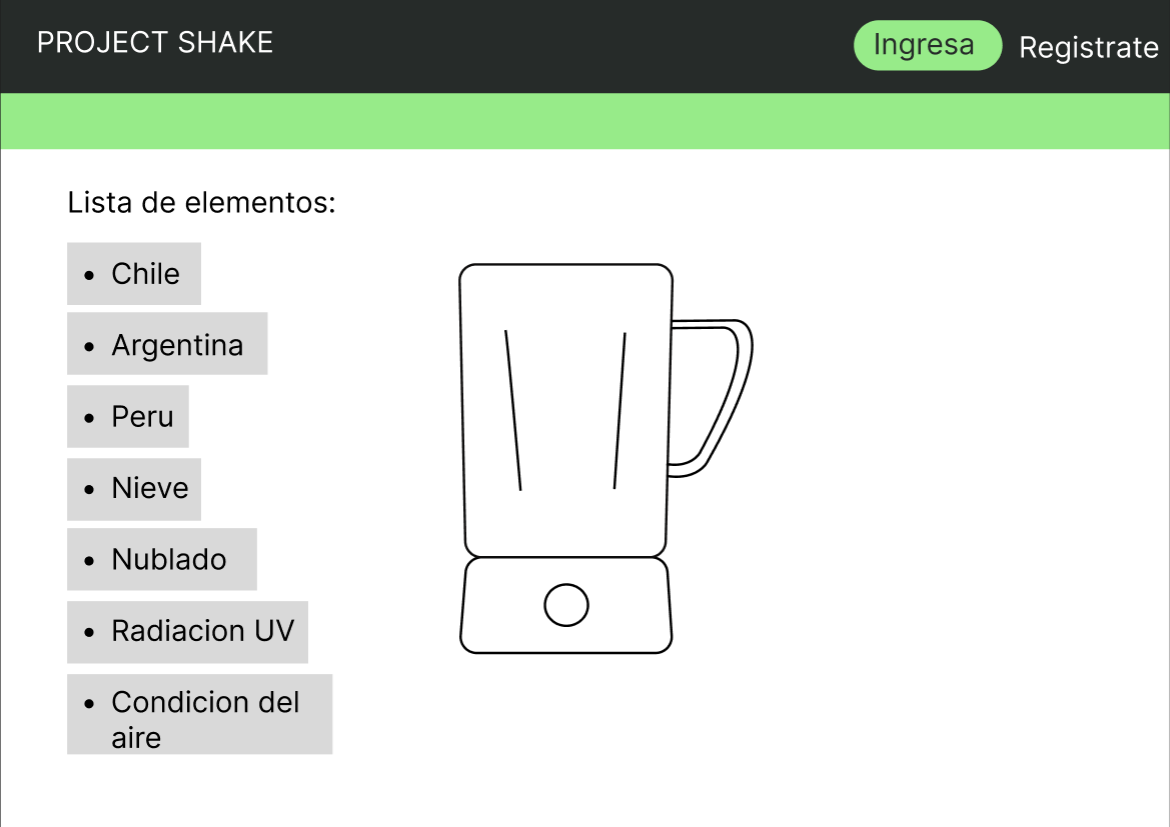 PROJECT SHAKE
Ingresa
Registrate
Lista de elementos:
Chile
Argentina
Peru
Nieve
Nublado
Radiacion UV
Condicion del
aire